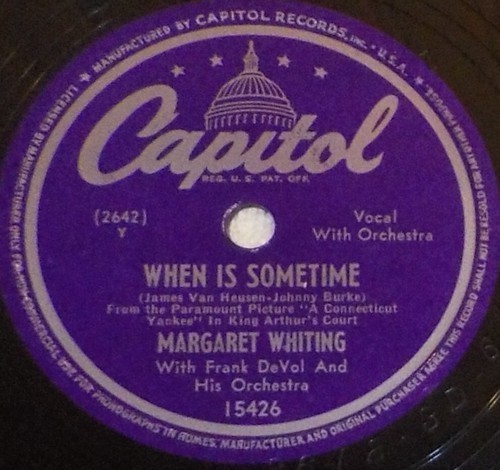 ★ MANUFACTURED BY CAPITOL RECORDS, INC. • U.S.A. ★
Capitol
REG. U. S. PAT. OFF.
(2642)
Y
Vocal
With Orchestra
WHEN IS SOMETIME
(James Van Heusen-Johnny Burke)
From the Paramount Picture "A Connecticut
Yankee" In King Arthur's Court
MARGARET WHITING
With Frank DeVol And
His Orchestra
15426
LICENSED BY MANUFACTURER ONLY FOR NON-COMMERCIAL USE FOR PHONOGRAPHS IN HOMES. MANUFACTURER AND ORIGINAL PURCHASER AGREE THIS RECORD SHALL NOT BE RESOLD FOR ANY OTHER PURPOSE.